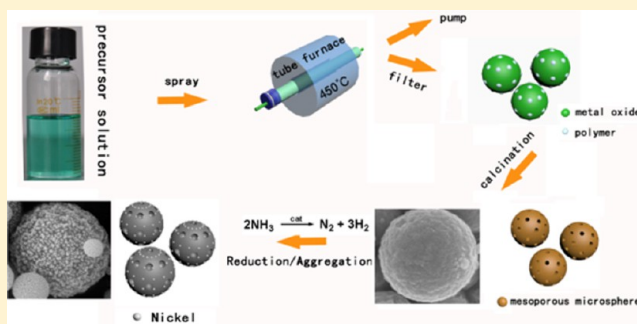 precursor solution
spray
tube furnace
450°C
pump
filter
metal oxide
polymer
calcination
mesoporous microsphere
2NH₃ cat N₂ + 3H₂
Reduction/Aggregation
Nickel